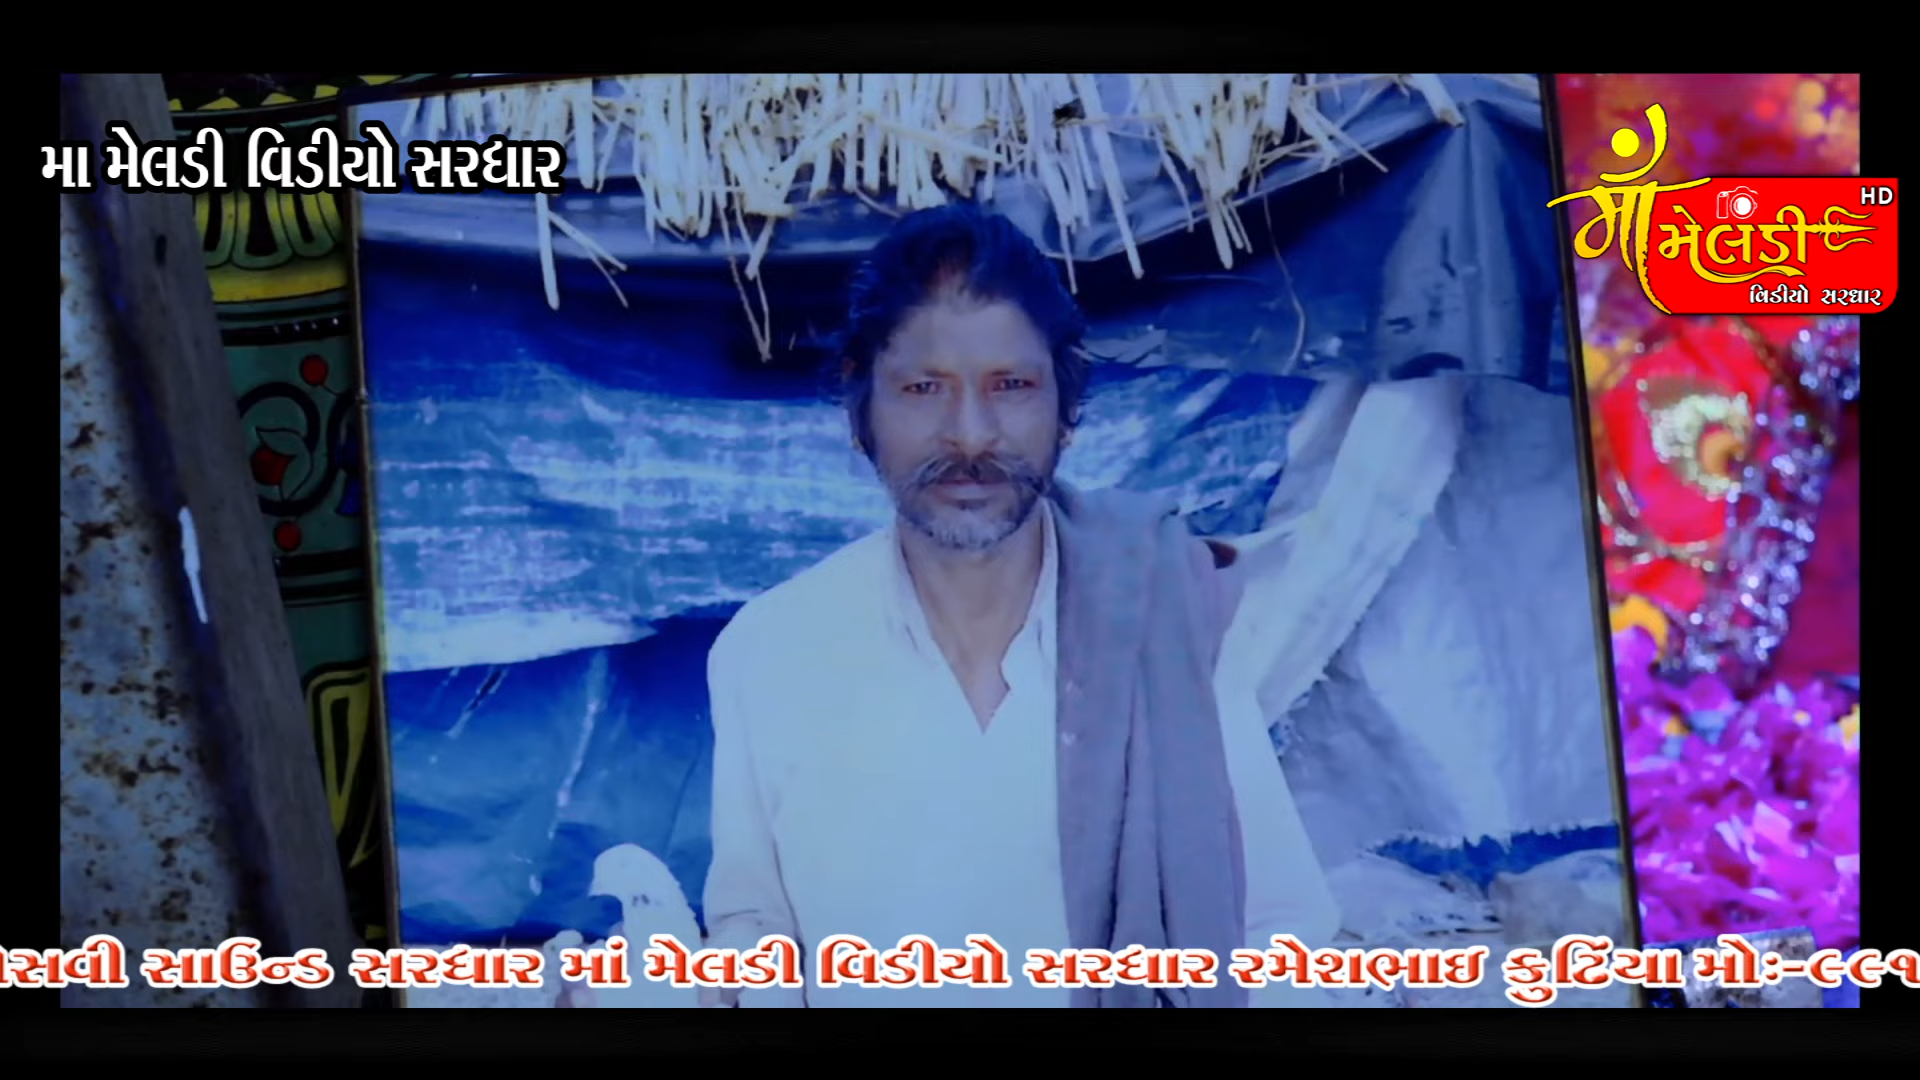 મા મેલડી વિડીયો સરધાર
HD
માઁ
મેલડી
વિડીયો સરધાર
સાઉન્ડ સરધાર માં મેલડી વિડીયો સરધાર રમેશભાઇ કુટિંયા મોઃ-૯૯૧